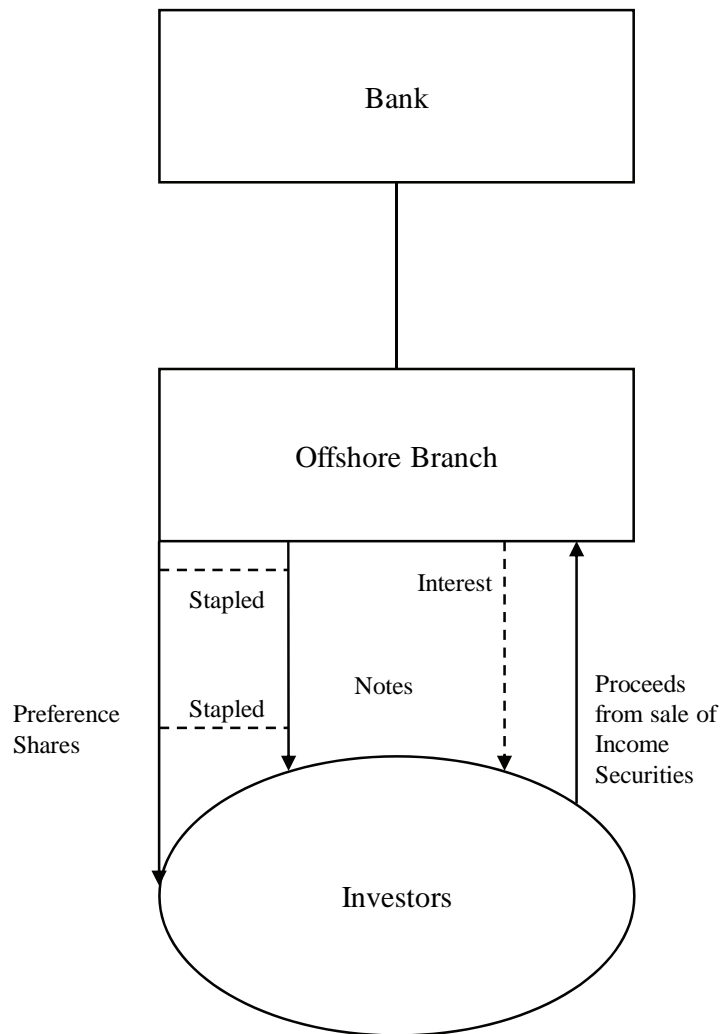 Bank
Offshore Branch
Stapled
Interest
Stapled
Notes
Preference
Shares
Proceeds
from sale of
Income
Securities
Investors